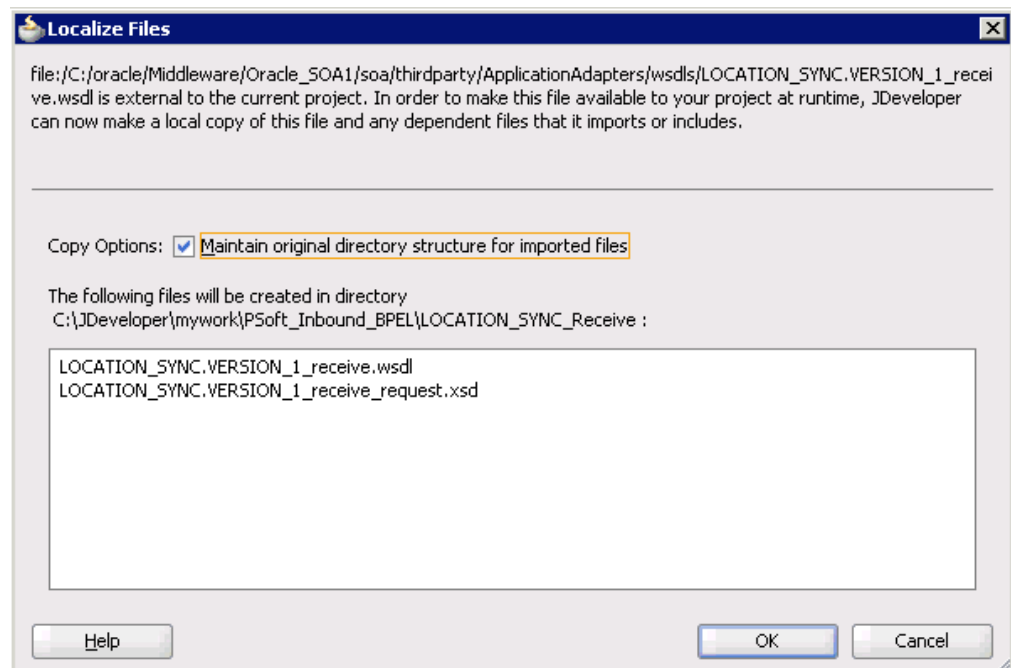 Localize Files
file:/C:/oracle/Middleware/Oracle_SOA1/soa/thirdparty/ApplicationAdapters/wsdls/LOCATION_SYNC.VERSION_1_recei
ve.wsdl is external to the current project. In order to make this file available to your project at runtime, JDeveloper
can now make a local copy of this file and any dependent files that it imports or includes.
Copy Options: Maintain original directory structure for imported files
The following files will be created in directory
C:\JDeveloper\mywork\PSoft_Inbound_BPEL\LOCATION_SYNC_Receive :
LOCATION_SYNC.VERSION_1_receive.wsdl
LOCATION_SYNC.VERSION_1_receive_request.xsd
Help OK Cancel